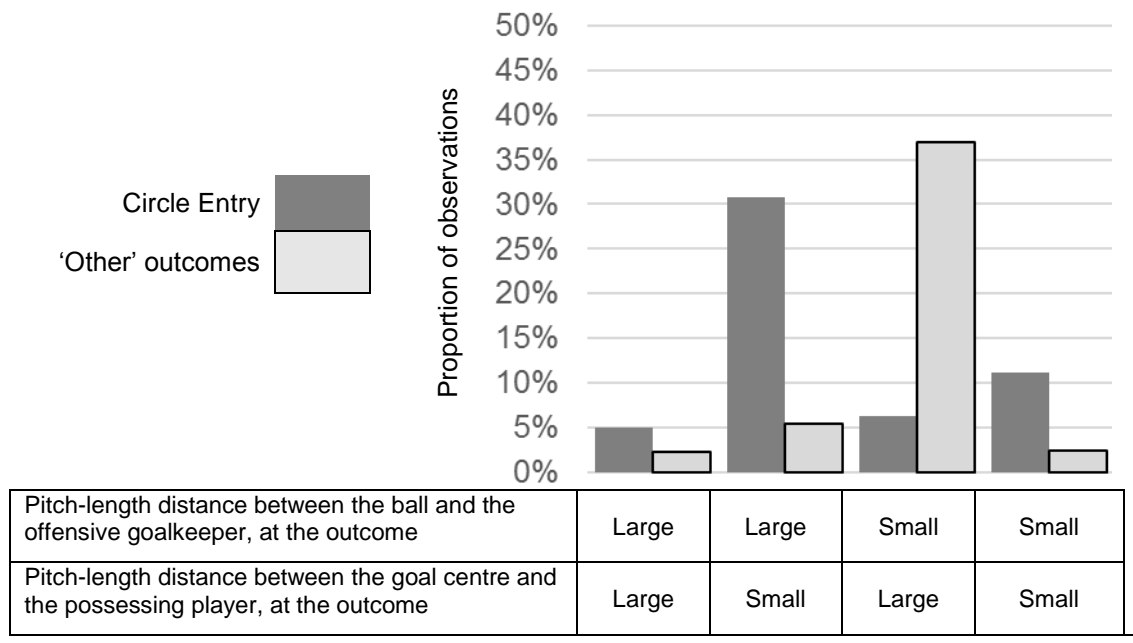 50%
45%
40%
35%
30%
25%
20%
15%
10%
5%
0%
Proportion of observations
Circle Entry
‘Other’ outcomes
Pitch-length distance between the ball and the
offensive goalkeeper, at the outcome
Large
Large
Small
Small
Pitch-length distance between the goal centre and
the possessing player, at the outcome
Large
Small
Large
Small